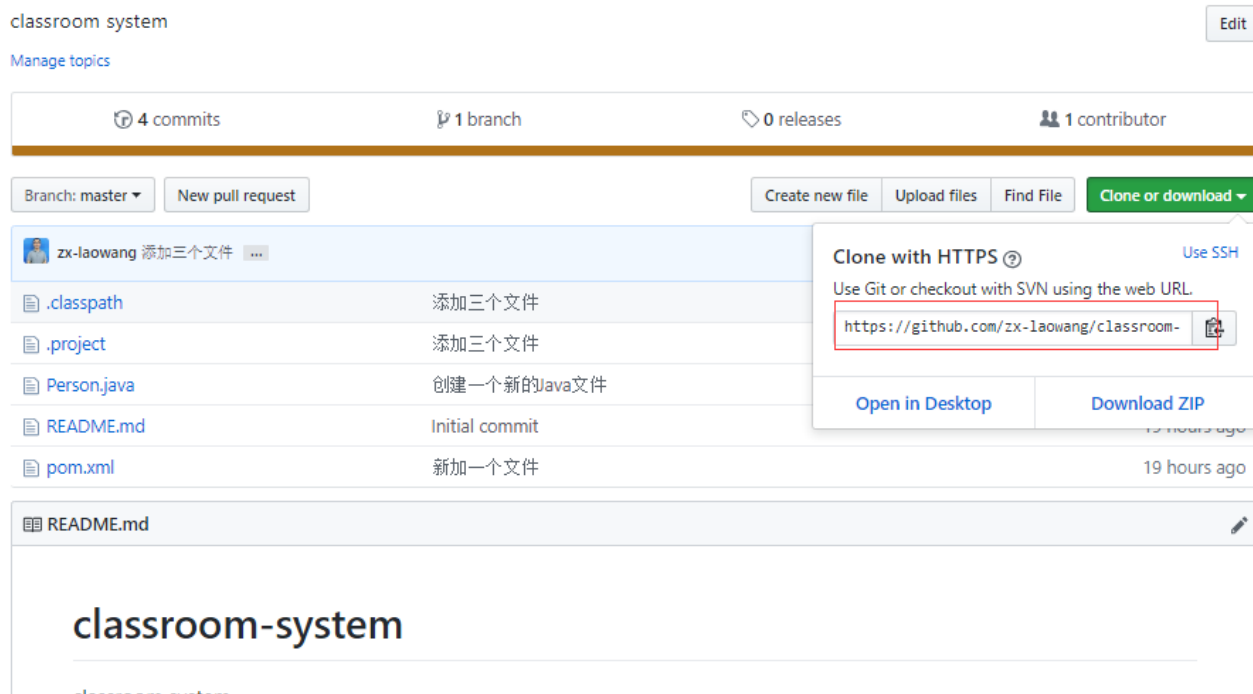 classroom system
Edit
Manage topics
4 commits
1 branch
0 releases
1 contributor
Branch: master
New pull request
Create new file
Upload files
Find File
Clone or download
zx-laowang 添加三个文件 ...
Clone with HTTPS
Use SSH
Use Git or checkout with SVN using the web URL.
https://github.com/zx-laowang/classroom-
Open in Desktop
Download ZIP
.classpath 添加三个文件
.project 添加三个文件
Person.java 创建一个新的Java文件
README.md Initial commit 19 hours ago
pom.xml 新加一个文件 19 hours ago
README.md
classroom-system
classroom system